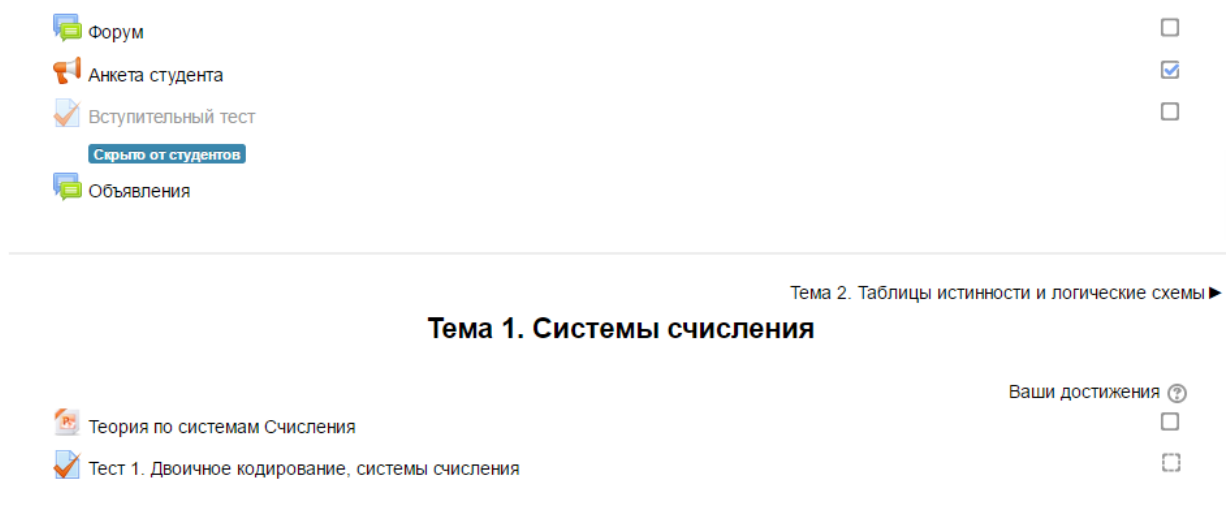 Форум
Анкета студента
Вступительный тест
Скрыто от студентов
Объявления
Тема 2. Таблицы истинности и логические схемы►
Тема 1. Системы счисления
Ваши достижения ?
Теория по системам Счисления
Тест 1. Двоичное кодирование, системы счисления